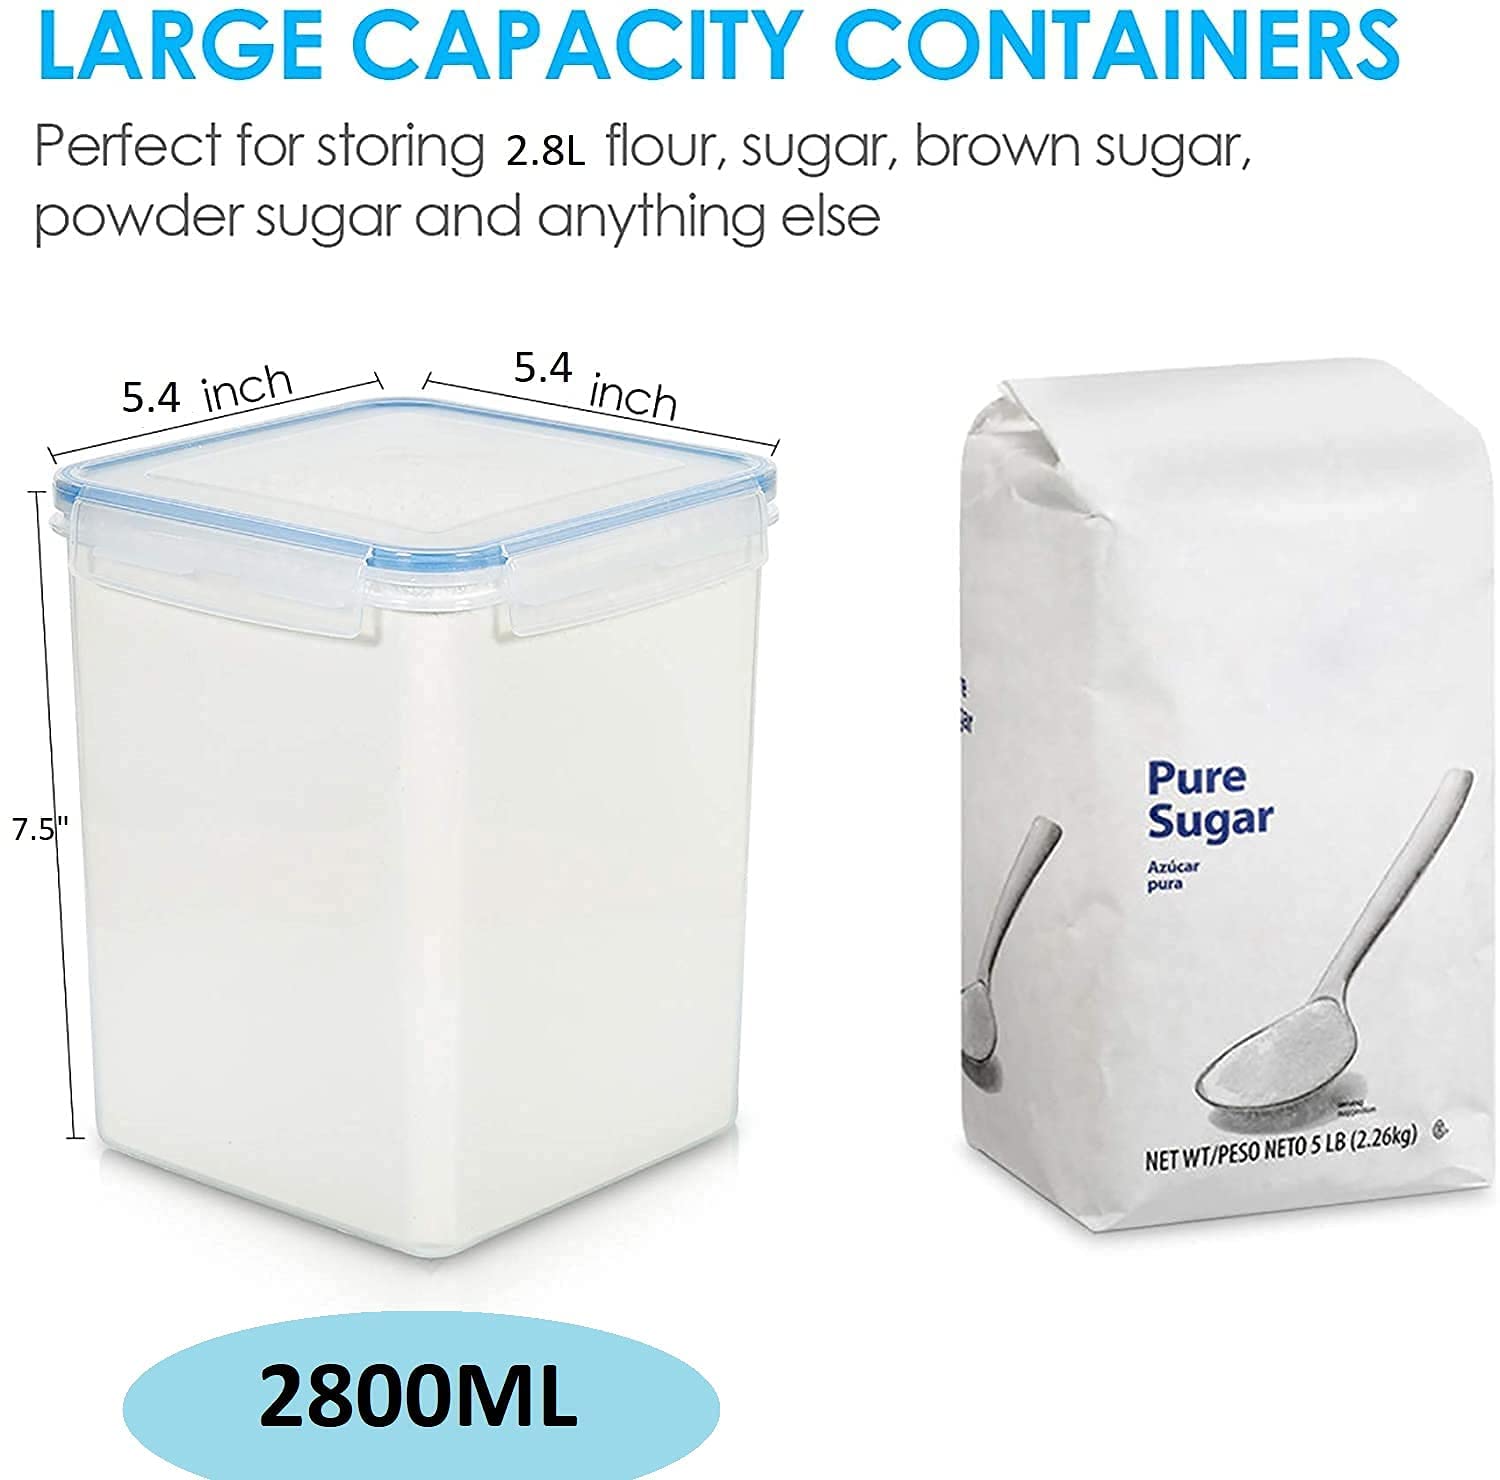 LARGE CAPACITY CONTAINERS
Perfect for storing 2.8L flour, sugar, brown sugar,
powder sugar and anything else
5.4 inch
5.4 inch
7.5"
Pure
Sugar
Azúcar
pura
NET WT/PESO NETO 5 LB (2.26kg)
2800ML